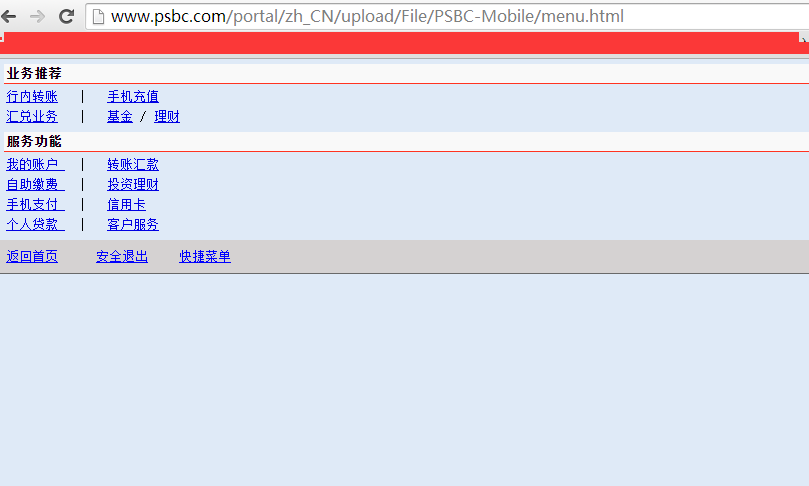 www.psbc.com/portal/zh_CN/upload/File/PSBC-Mobile/menu.html
业务推荐
行内转账 | 手机充值
汇兑业务 | 基金 / 理财
服务功能
我的账户 | 转账汇款
自助缴费 | 投资理财
手机支付 | 信用卡
个人贷款 | 客户服务
返回首页 安全退出 快捷菜单